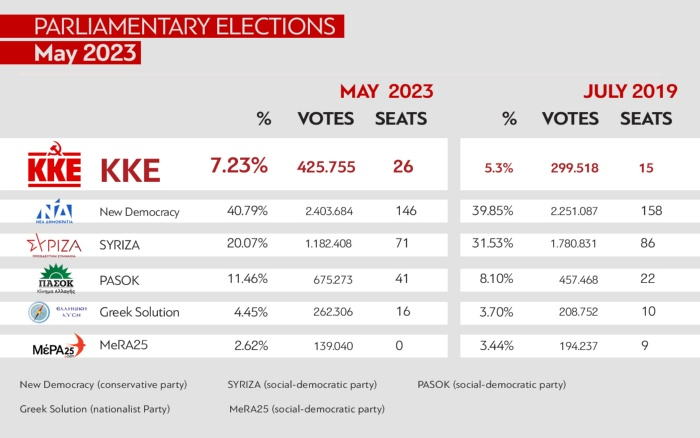 PARLIAMENTARY ELECTIONS
May 2023
MAY 2023 JULY 2019
% VOTES SEATS % VOTES SEATS
KKE KKE 7.23% 425.755 26 5.3% 299.518 15
ΝΔ ΝΕΑ ΔΗΜΟΚΡΑΤΙΑ New Democracy 40.79% 2.403.684 146 39.85% 2.251.087 158
ΣΥΡΙΖΑ ΠΡΟΟΔΕΥΤΙΚΗ ΣΥΜΜΑΧΙΑ SYRIZA 20.07% 1.182.408 71 31.53% 1.780.831 86
ΠΑΣΟΚ Κίνημα Αλλαγής PASOK 11.46% 675.273 41 8.10% 457.468 22
ΕΛΛΗΝΙΚΗ ΛΥΣΗ Greek Solution 4.45% 262.306 16 3.70% 208.752 10
ΜέΡΑ25 MeRA25 2.62% 139.040 0 3.44% 194.237 9
New Democracy (conservative party) SYRIZA (social-democratic party) PASOK (social-democratic party)
Greek Solution (nationalist Party) MeRA25 (social-democratic party)